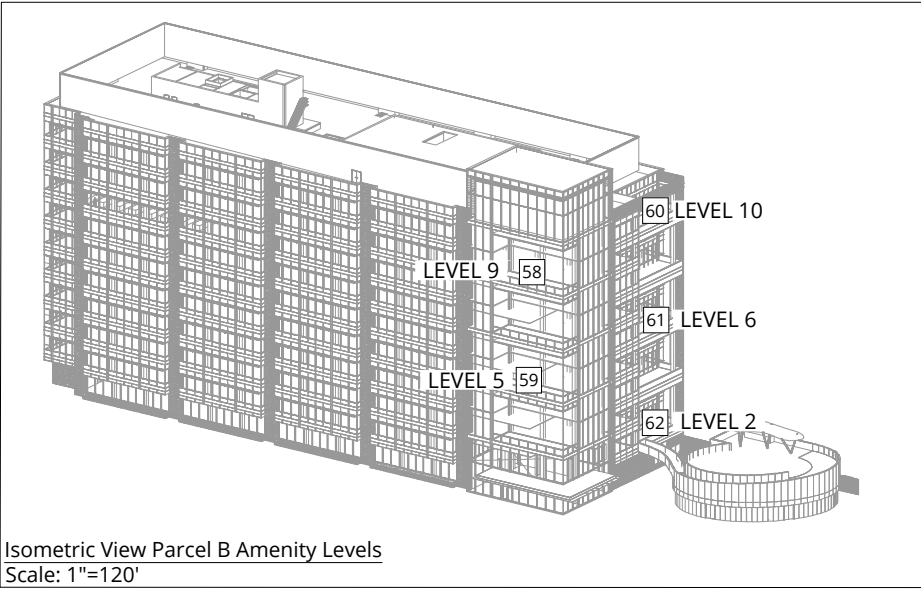 60 LEVEL 10
LEVEL 9 58
61 LEVEL 6
LEVEL 5 59
62 LEVEL 2
Isometric View Parcel B Amenity Levels
Scale: 1"=120'